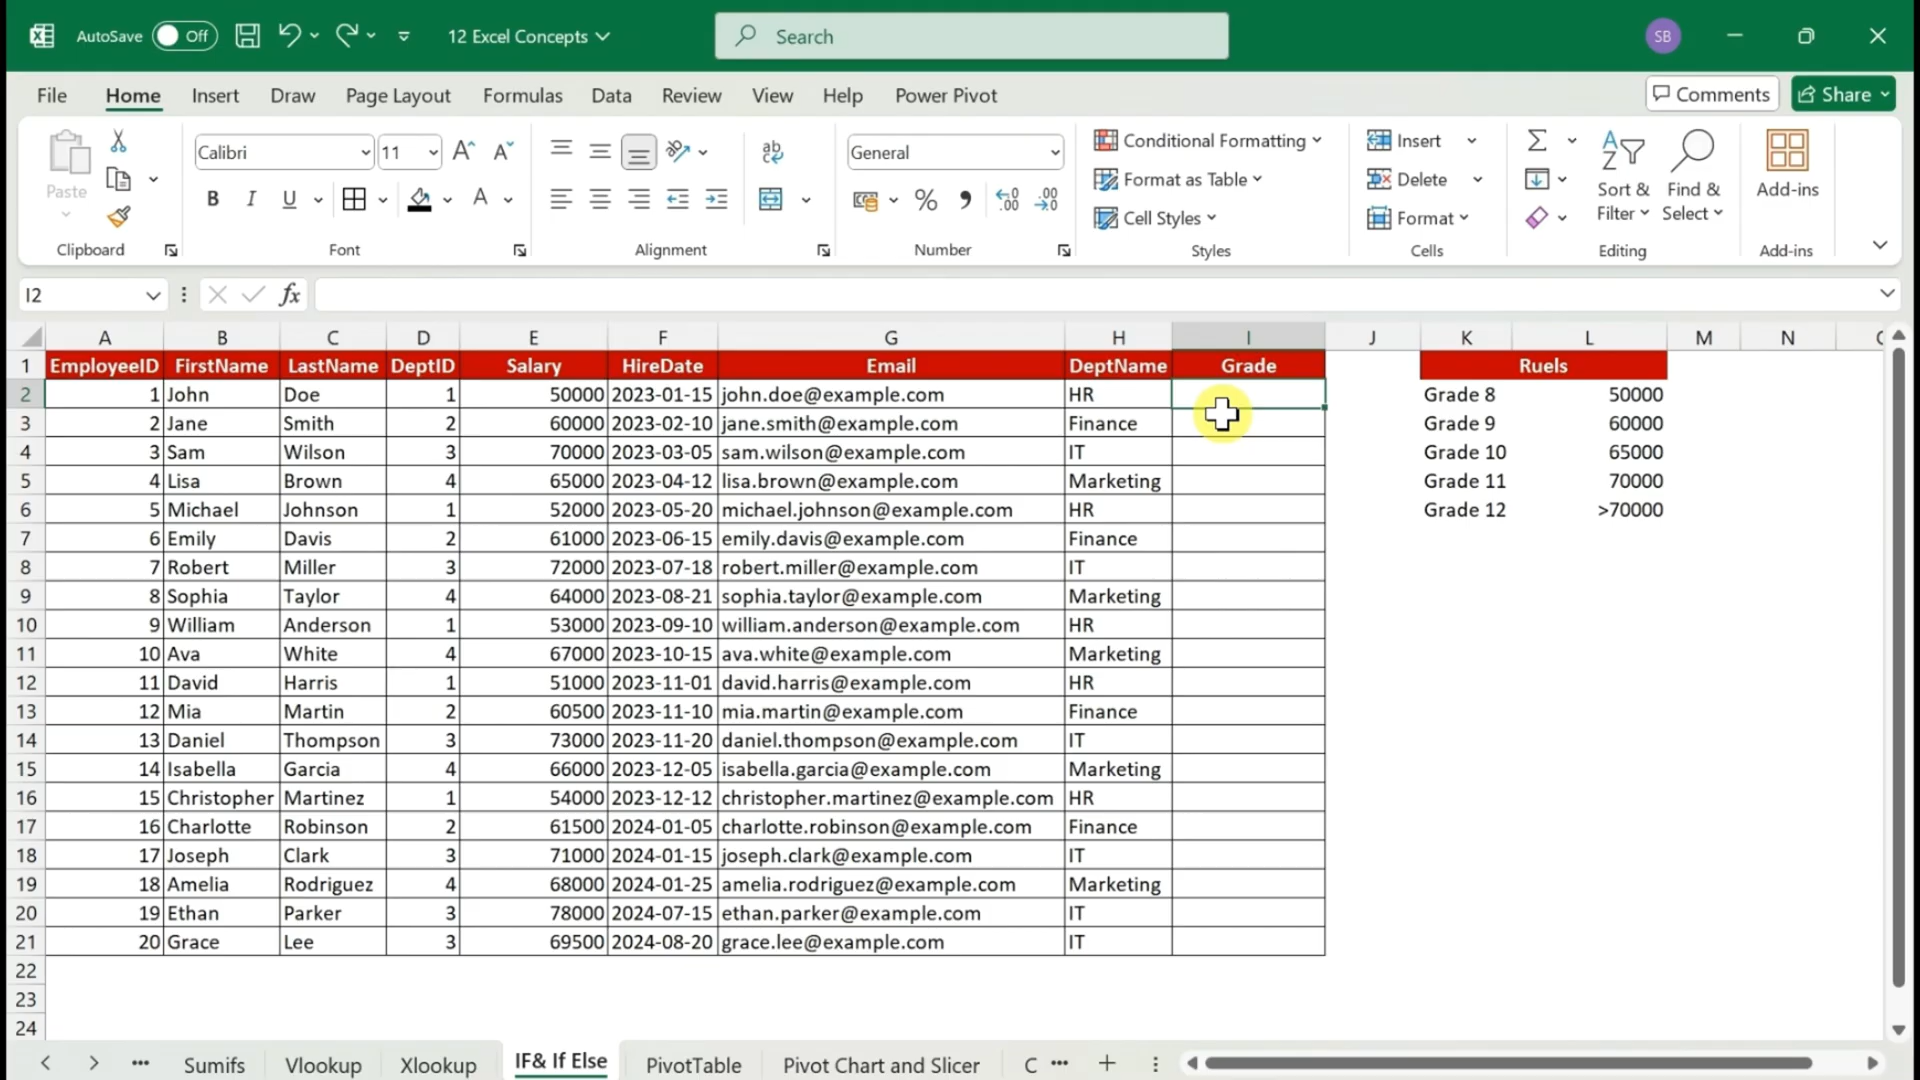 AutoSave Off 12 Excel Concepts Search SB
File Home Insert Draw Page Layout Formulas Data Review View Help Power Pivot Comments Share
Paste Calibri 11 General Conditional Formatting Insert Sort & Find & Add-ins
B I U A % Format as Table Delete Filter Select
Cell Styles Format
Clipboard Font Alignment Number Styles Cells Editing Add-ins
I2 fx
A B C D E F G H I J K L M N
1 EmployeeID FirstName LastName DeptID Salary HireDate Email DeptName Grade Ruels
2 1 John Doe 1 50000 2023-01-15 john.doe@example.com HR Grade 8 50000
3 2 Jane Smith 2 60000 2023-02-10 jane.smith@example.com Finance Grade 9 60000
4 3 Sam Wilson 3 70000 2023-03-05 sam.wilson@example.com IT Grade 10 65000
5 4 Lisa Brown 4 65000 2023-04-12 lisa.brown@example.com Marketing Grade 11 70000
6 5 Michael Johnson 1 52000 2023-05-20 michael.johnson@example.com HR Grade 12 >70000
7 6 Emily Davis 2 61000 2023-06-15 emily.davis@example.com Finance
8 7 Robert Miller 3 72000 2023-07-18 robert.miller@example.com IT
9 8 Sophia Taylor 4 64000 2023-08-21 sophia.taylor@example.com Marketing
10 9 William Anderson 1 53000 2023-09-10 william.anderson@example.com HR
11 10 Ava White 4 67000 2023-10-15 ava.white@example.com Marketing
12 11 David Harris 1 51000 2023-11-01 david.harris@example.com HR
13 12 Mia Martin 2 60500 2023-11-10 mia.martin@example.com Finance
14 13 Daniel Thompson 3 73000 2023-11-20 daniel.thompson@example.com IT
15 14 Isabella Garcia 4 66000 2023-12-05 isabella.garcia@example.com Marketing
16 15 Christopher Martinez 1 54000 2023-12-12 christopher.martinez@example.com HR
17 16 Charlotte Robinson 2 61500 2024-01-05 charlotte.robinson@example.com Finance
18 17 Joseph Clark 3 71000 2024-01-15 joseph.clark@example.com IT
19 18 Amelia Rodriguez 4 68000 2024-01-25 amelia.rodriguez@example.com Marketing
20 19 Ethan Parker 3 78000 2024-07-15 ethan.parker@example.com IT
21 20 Grace Lee 3 69500 2024-08-20 grace.lee@example.com IT
22
23
24
Sumifs Vlookup Xlookup IF& If Else PivotTable Pivot Chart and Slicer C